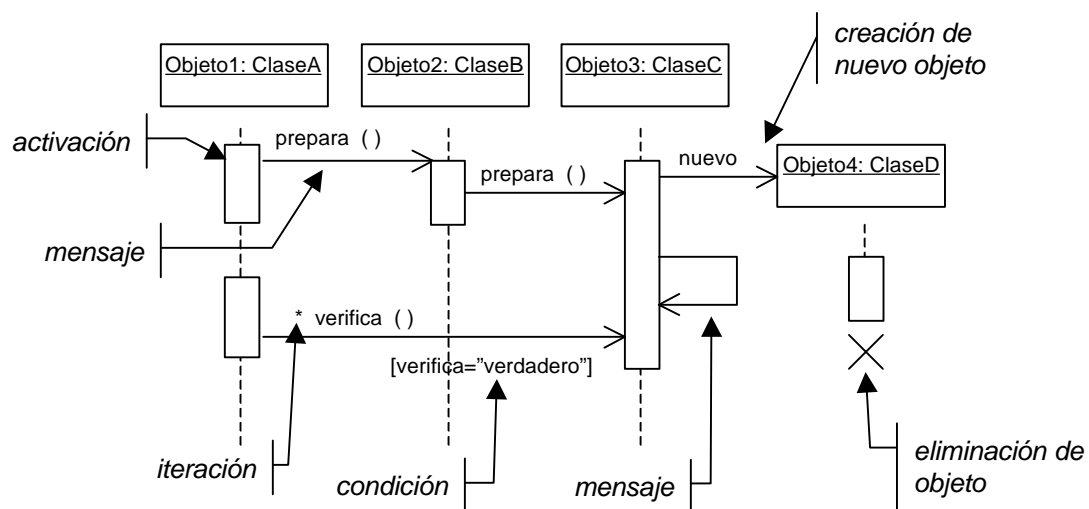 creación de
nuevo objeto
Objeto1: ClaseA
Objeto2: ClaseB
Objeto3: ClaseC
activación
prepara ( )
prepara ( )
nuevo
Objeto4: ClaseD
mensaje
* verifica ( )
[verifica=”verdadero”]
iteración
condición
mensaje
eliminación de
objeto